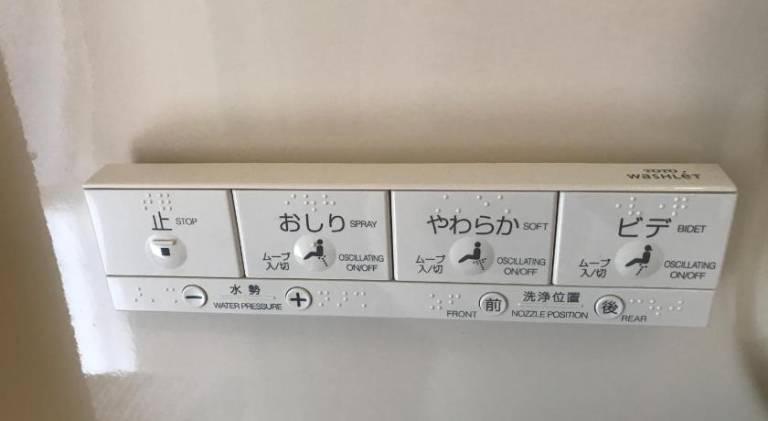 TOTO
WASHLET
止 STOP
おしり SPRAY
ムーブ
入/切
OSCILLATING
ON/OFF
やわらか SOFT
ムーブ
入/切
OSCILLATING
ON/OFF
ビデ BIDET
ムーブ
入/切
OSCILLATING
ON/OFF
− 水勢 +
WATER PRESSURE
前 洗浄位置 後
FRONT NOZZLE POSITION REAR